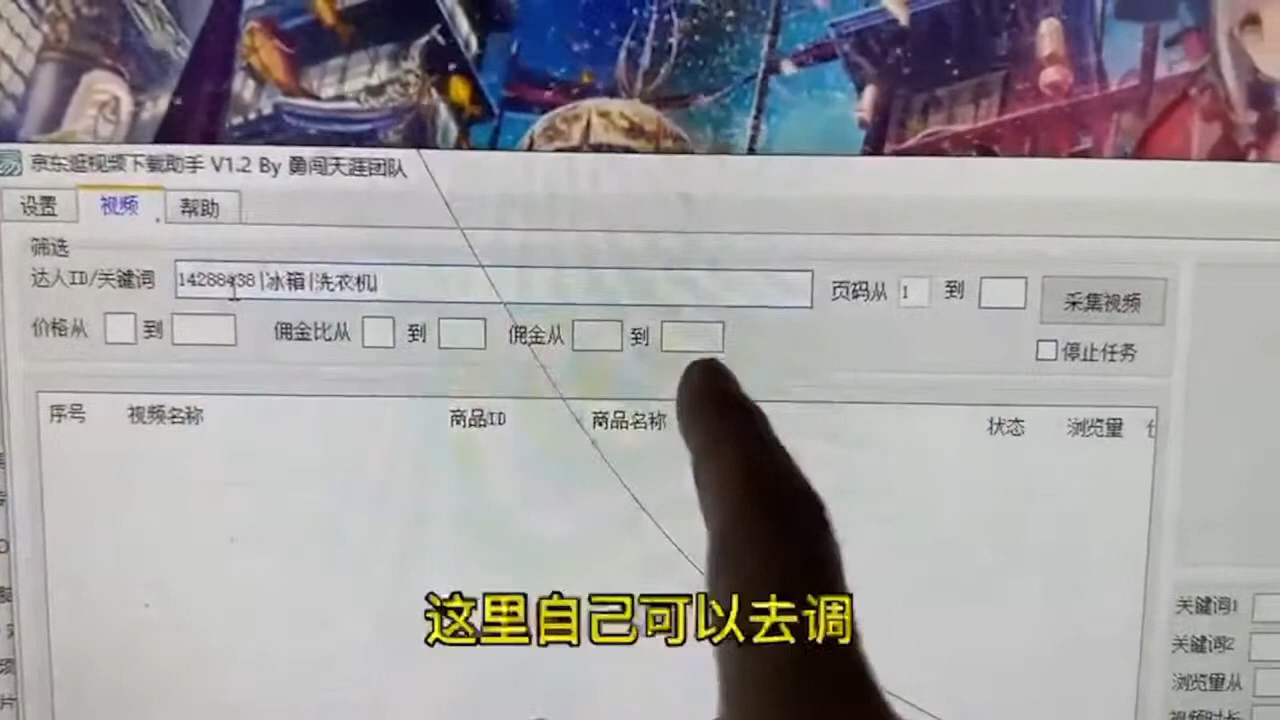 京东逛视频下载助手 V1.2 By 勇闯天涯团队
设置 视频 帮助
筛选
达人ID/关键词 14288438|冰箱|洗衣机| 页码从 1 到 采集视频
价格从 到 佣金比从 到 佣金从 到 停止任务
序号 视频名称 商品ID 商品名称 状态 浏览量
关键词1
关键词2
浏览量从
视频时长
这里自己可以去调